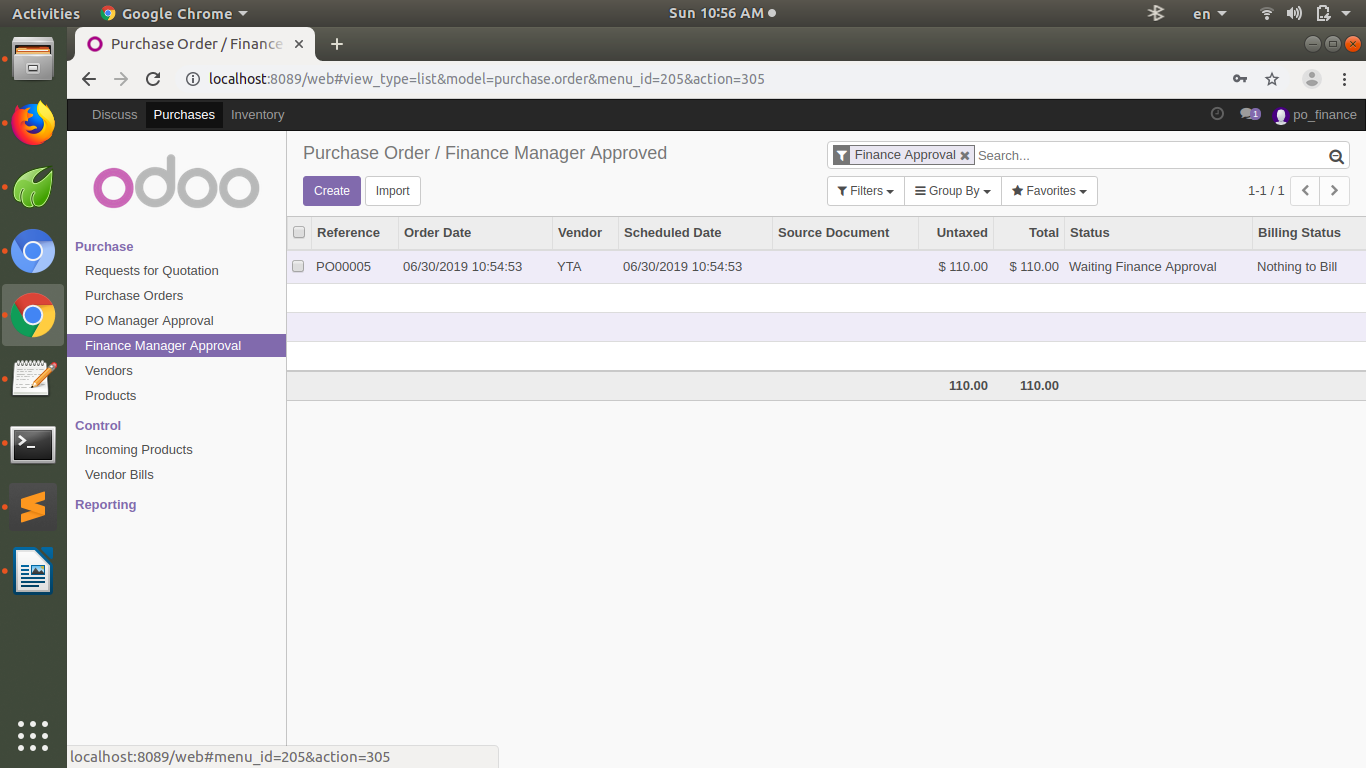 Activities Google Chrome Sun 10:56 AM en
Purchase Order / Finance
localhost:8089/web#view_type=list&model=purchase.order&menu_id=205&action=305
Discuss Purchases Inventory 1 po_finance
odoo
Purchase Order / Finance Manager Approved
Finance Approval Search...
Create Import
Filters Group By Favorites 1-1 / 1
Reference Order Date Vendor Scheduled Date Source Document Untaxed Total Status Billing Status
PO00005 06/30/2019 10:54:53 YTA 06/30/2019 10:54:53 $ 110.00 $ 110.00 Waiting Finance Approval Nothing to Bill
110.00 110.00
Purchase
Requests for Quotation
Purchase Orders
PO Manager Approval
Finance Manager Approval
Vendors
Products
Control
Incoming Products
Vendor Bills
Reporting
localhost:8089/web#menu_id=205&action=305